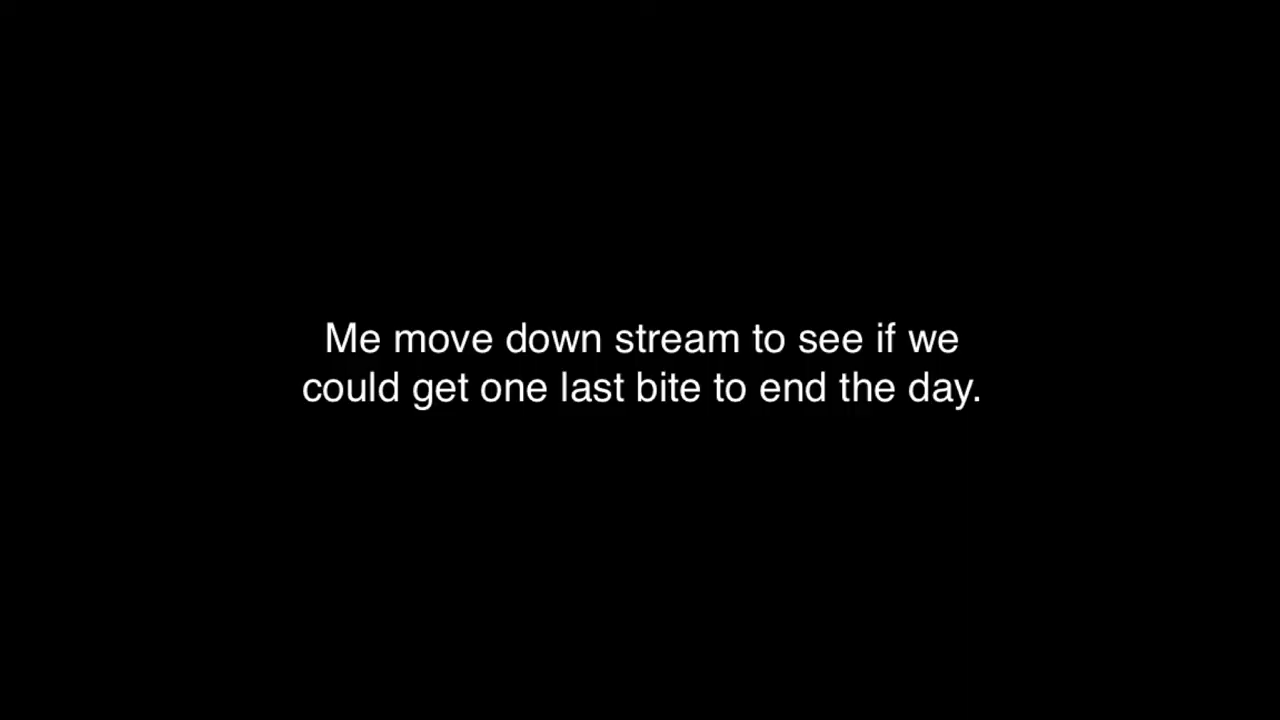 Me move down stream to see if we
could get one last bite to end the day.